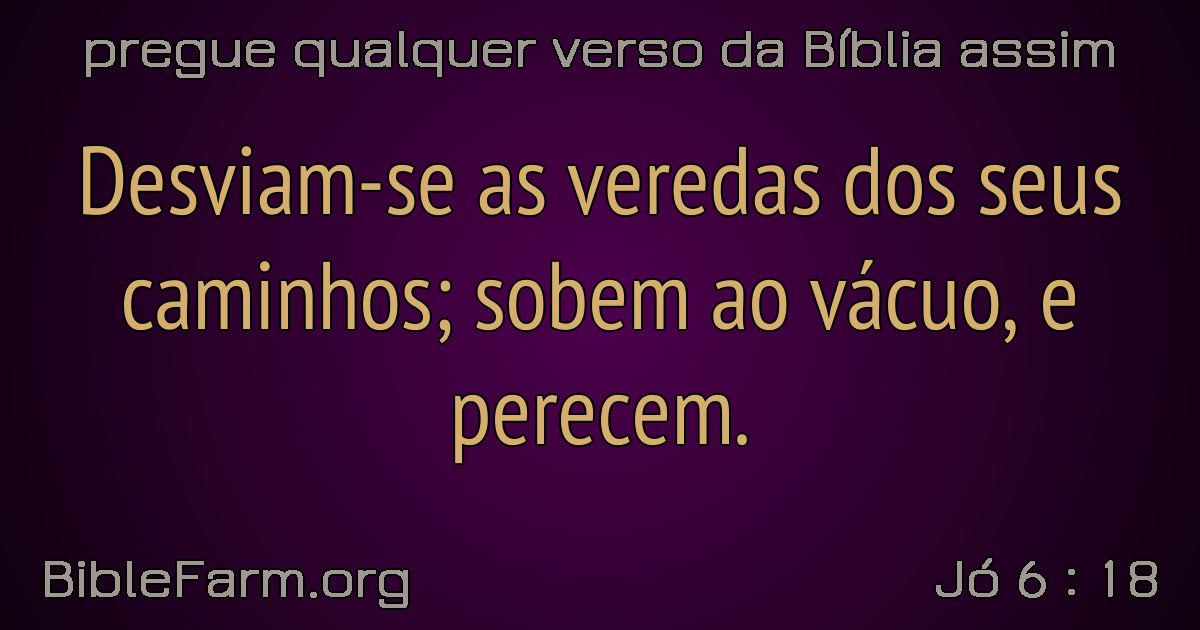 pregue qualquer verso da Bíblia assim
Desviam-se as veredas dos seus
caminhos; sobem ao vácuo, e
perecem.
BibleFarm.org
Jó 6 : 18